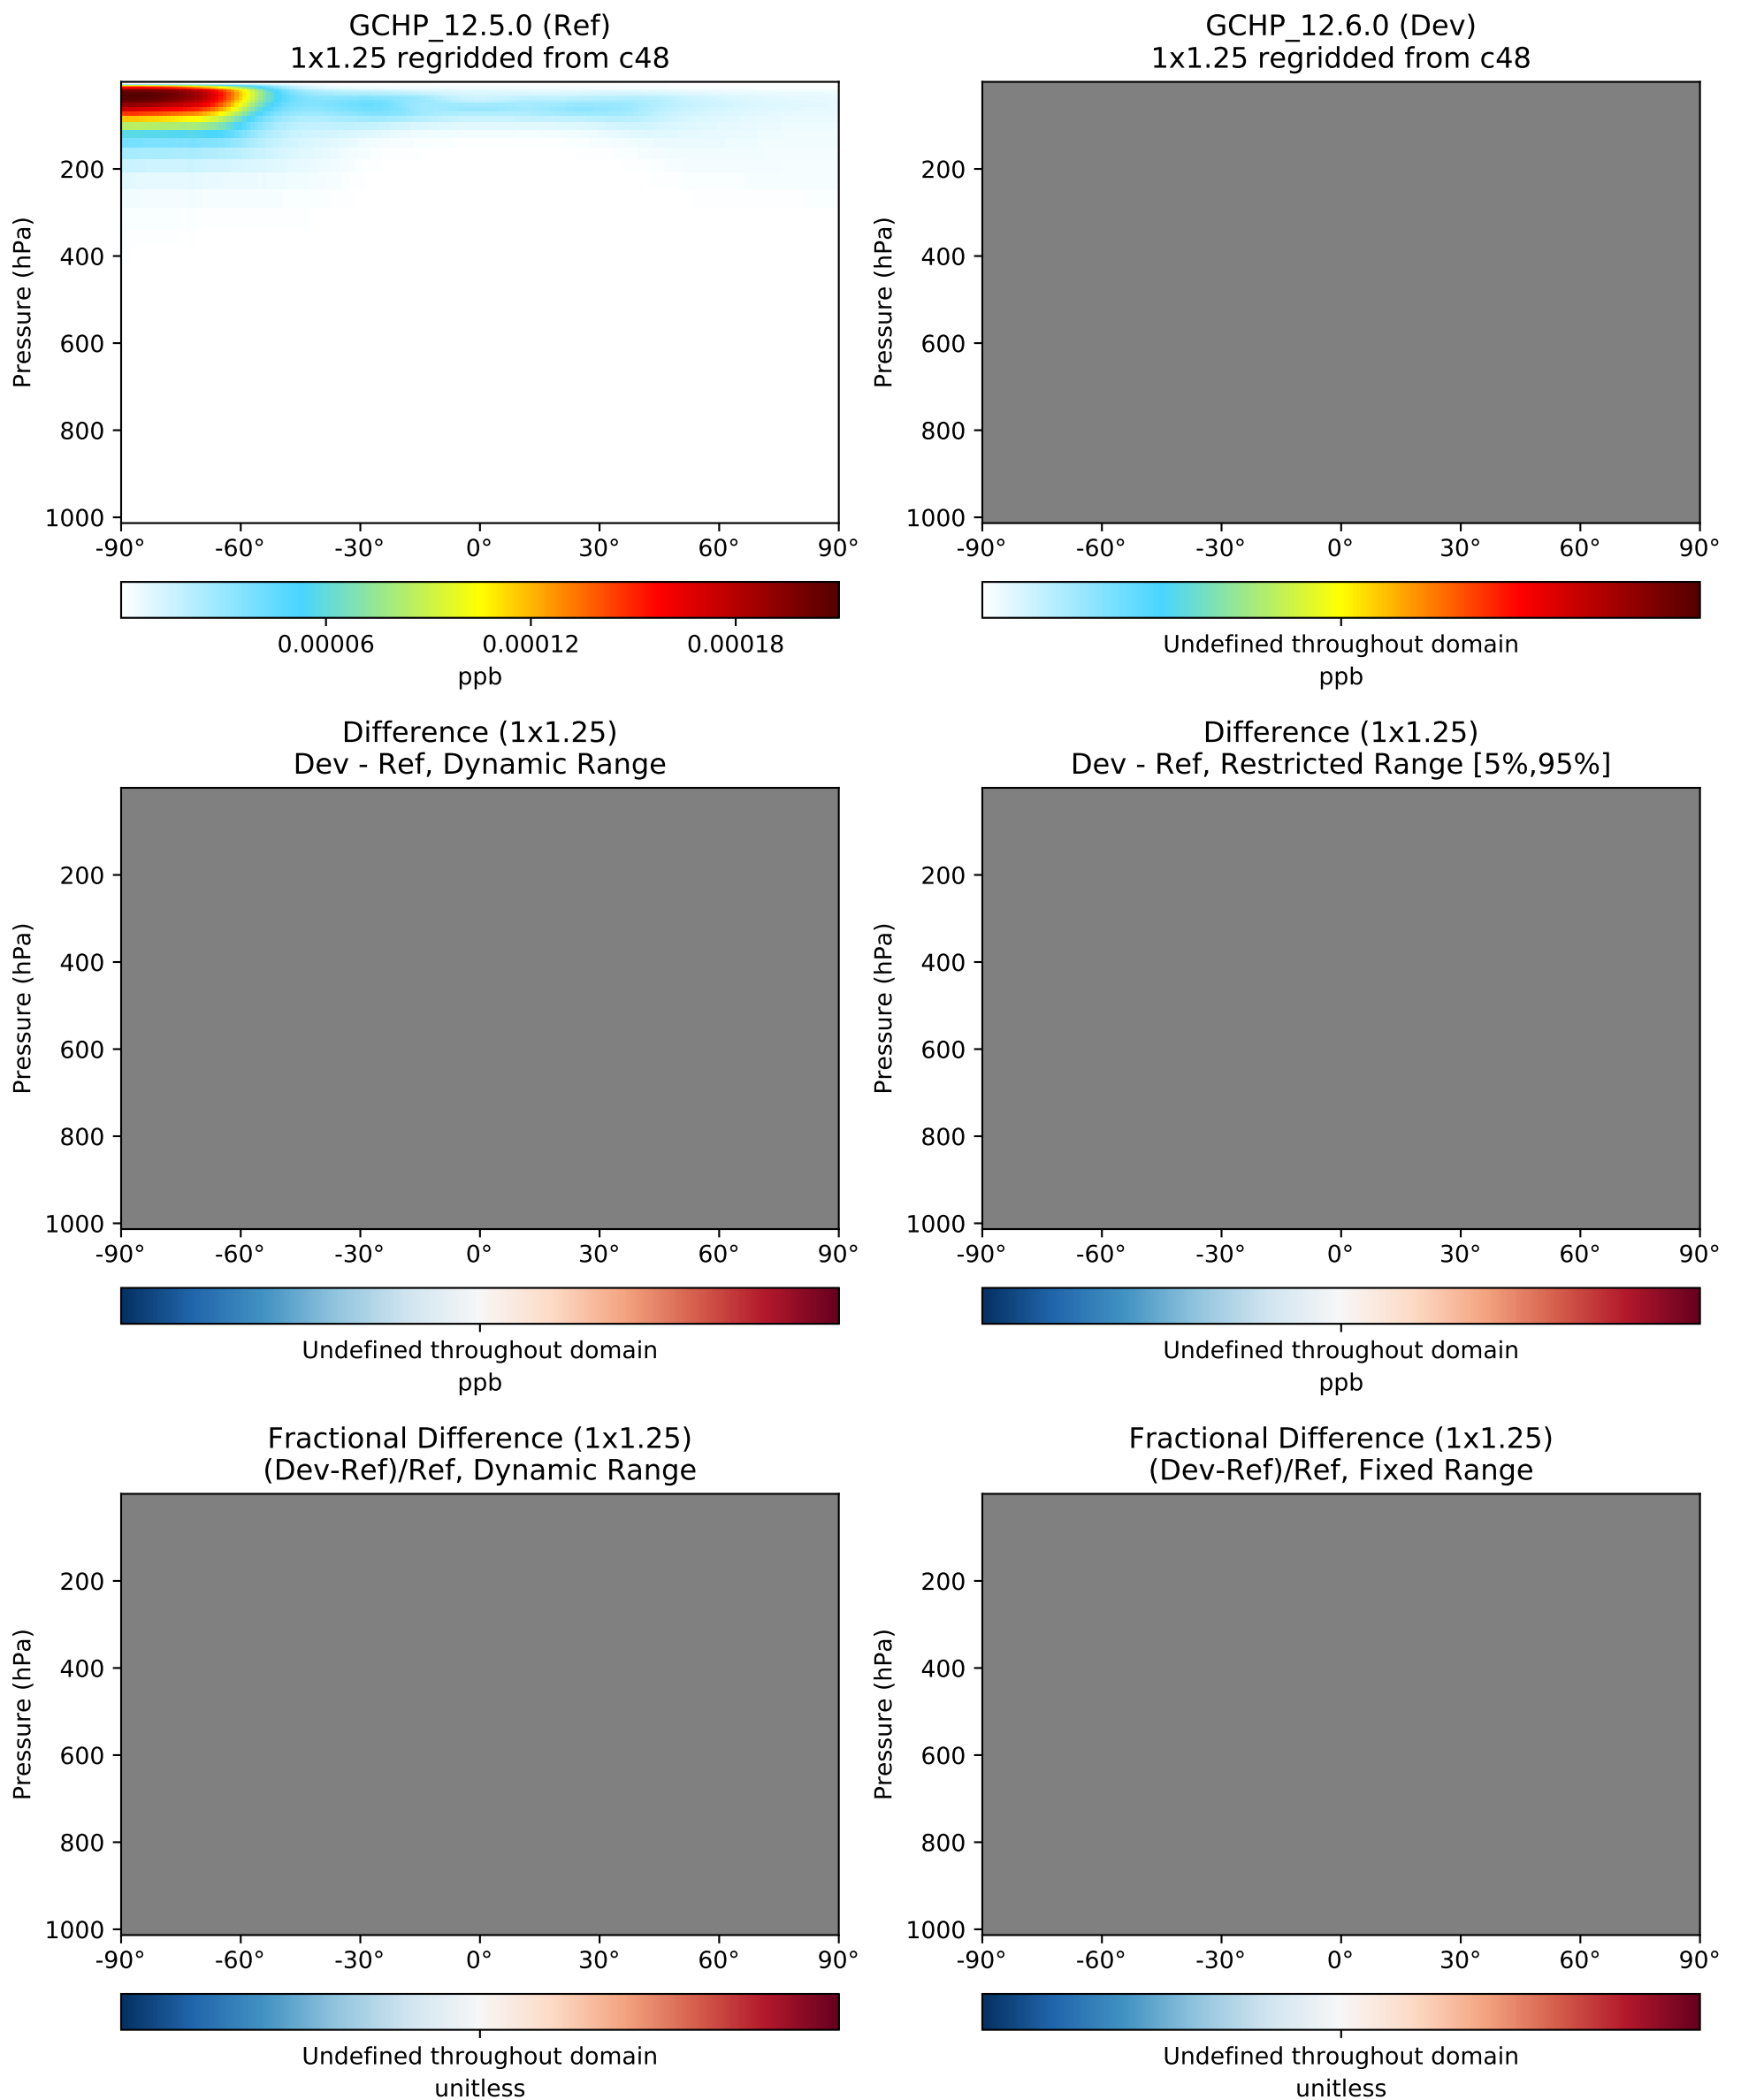 GCHP_12.5.0 (Ref)
1x1.25 regridded from c48
Pressure (hPa)
200
400
600
800
1000
-90° -60° -30° 0° 30° 60° 90°
0.00006 0.00012 0.00018
ppb
GCHP_12.6.0 (Dev)
1x1.25 regridded from c48
Pressure (hPa)
200
400
600
800
1000
-90° -60° -30° 0° 30° 60° 90°
Undefined throughout domain
ppb
Difference (1x1.25)
Dev - Ref, Dynamic Range
Pressure (hPa)
200
400
600
800
1000
-90° -60° -30° 0° 30° 60° 90°
Undefined throughout domain
ppb
Difference (1x1.25)
Dev - Ref, Restricted Range [5%,95%]
Pressure (hPa)
200
400
600
800
1000
-90° -60° -30° 0° 30° 60° 90°
Undefined throughout domain
ppb
Fractional Difference (1x1.25)
(Dev-Ref)/Ref, Dynamic Range
Pressure (hPa)
200
400
600
800
1000
-90° -60° -30° 0° 30° 60° 90°
Undefined throughout domain
unitless
Fractional Difference (1x1.25)
(Dev-Ref)/Ref, Fixed Range
Pressure (hPa)
200
400
600
800
1000
-90° -60° -30° 0° 30° 60° 90°
Undefined throughout domain
unitless